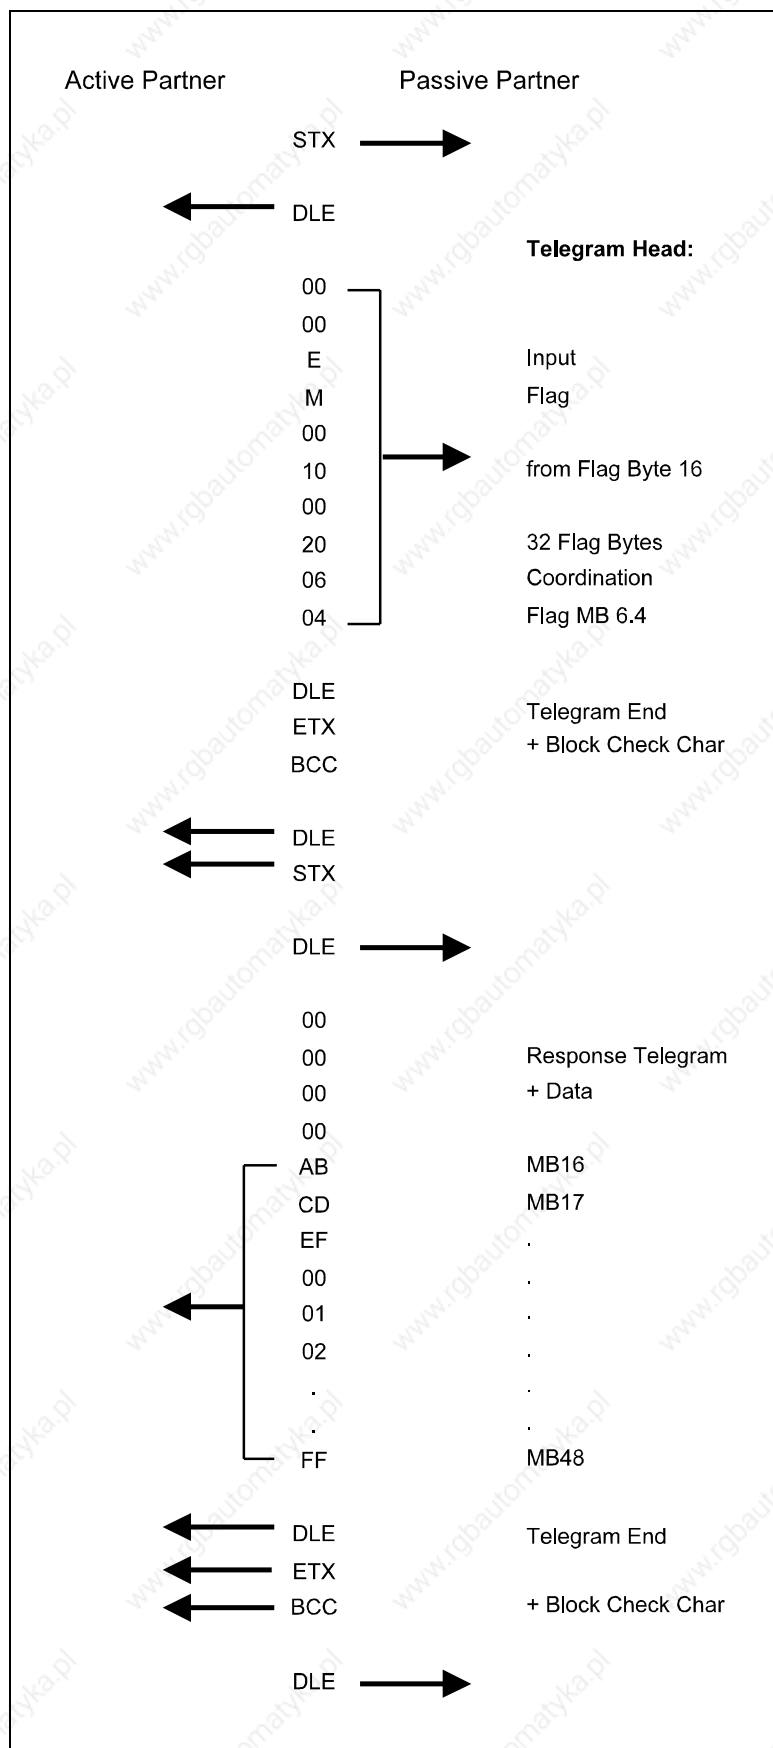 Active Partner Passive Partner
STX
DLE
Telegram Head:
00
00
E Input
M Flag
00
10 from Flag Byte 16
00
20 32 Flag Bytes
06 Coordination
04 Flag MB 6.4
DLE
Telegram End
ETX
+ Block Check Char
BCC
DLE
STX
DLE
00
00 Response Telegram
00 + Data
00
AB MB16
CD MB17
EF .
00 .
01 .
02 .
. .
. .
FF MB48
DLE Telegram End
ETX
BCC + Block Check Char
DLE
www.rgbautomatyka.pl